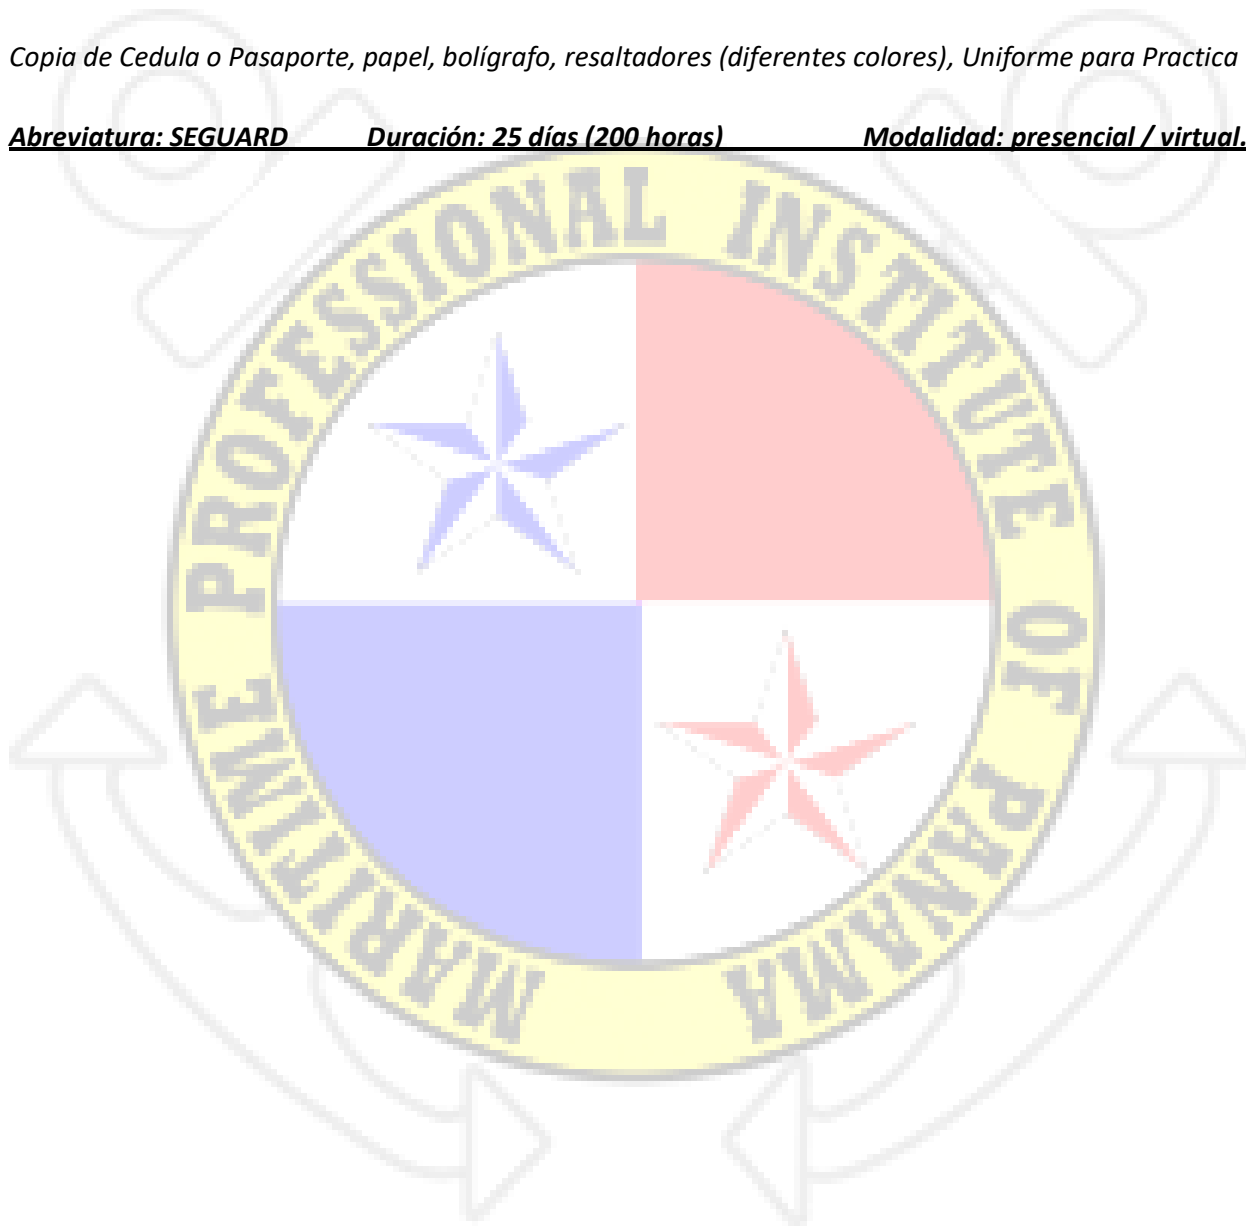 Copia de Cedula o Pasaporte, papel, bolígrafo, resaltadores (diferentes colores), Uniforme para Practica
Abreviatura: SEGUARD Duración: 25 días (200 horas) Modalidad: presencial / virtual.
MARITIME PROFESSIONAL INSTITUTE OF PANAMA